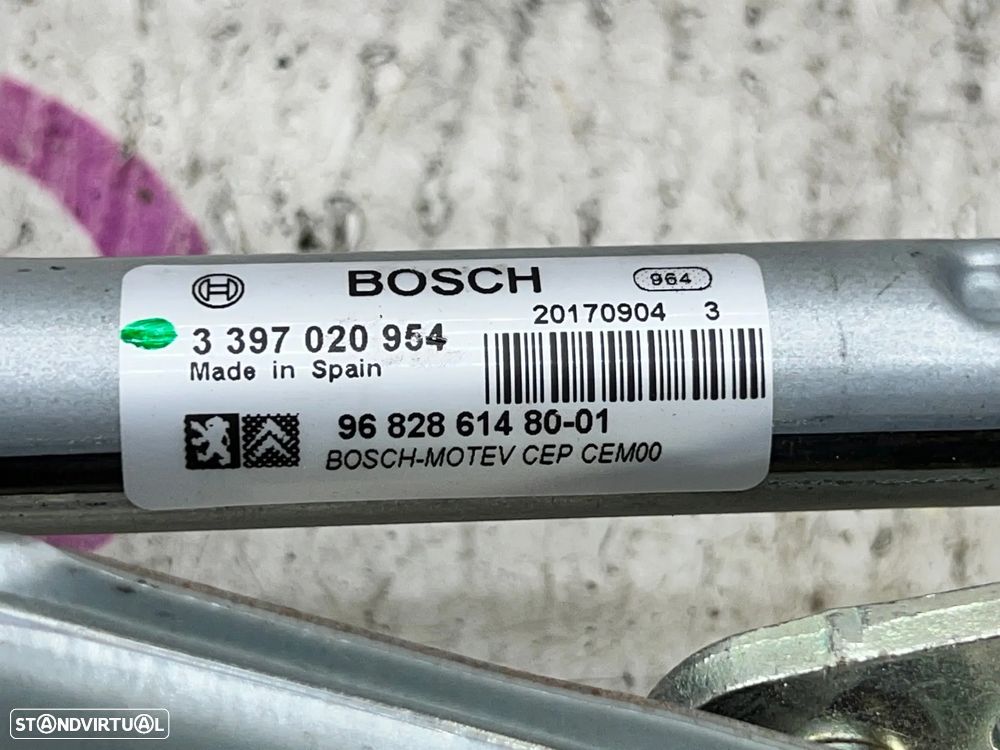 BOSCH 964
20170904 3
3 397 020 954
Made in Spain
96 828 614 80-01
BOSCH-MOTEV CEP CEM00
STANDVIRTUAL